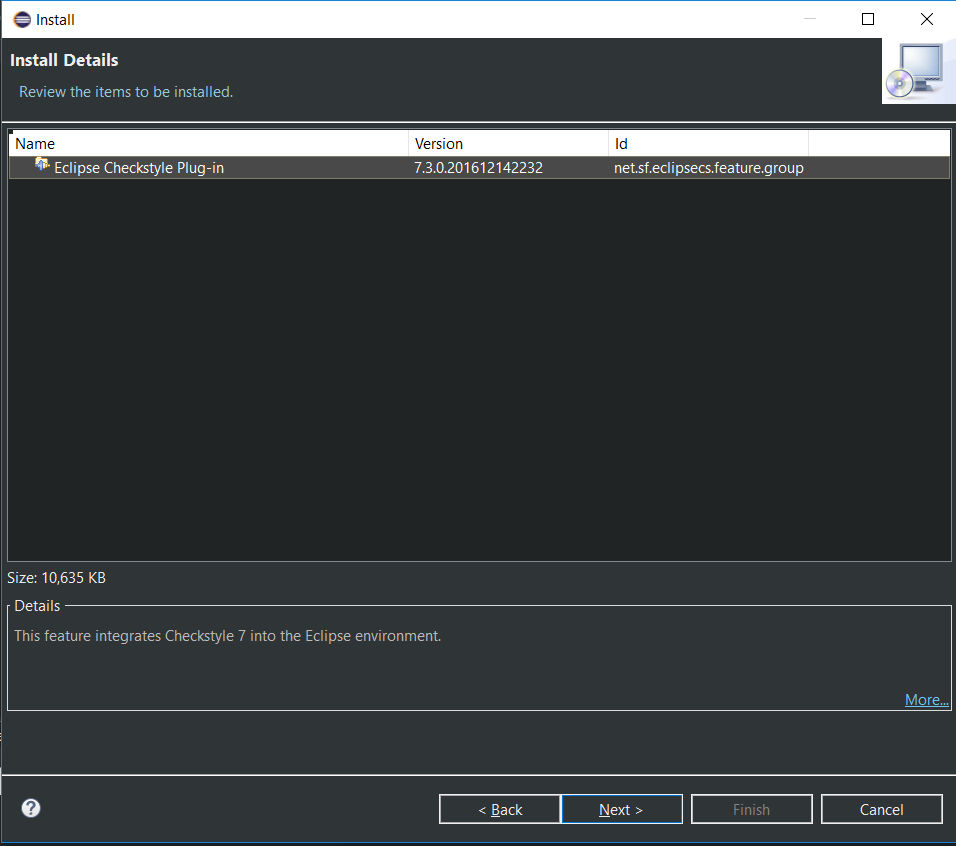 Install
Install Details
Review the items to be installed.
Name Version Id
Eclipse Checkstyle Plug-in 7.3.0.201612142232 net.sf.eclipsecs.feature.group
Size: 10,635 KB
Details
This feature integrates Checkstyle 7 into the Eclipse environment.
More...
?
< Back Next > Finish Cancel